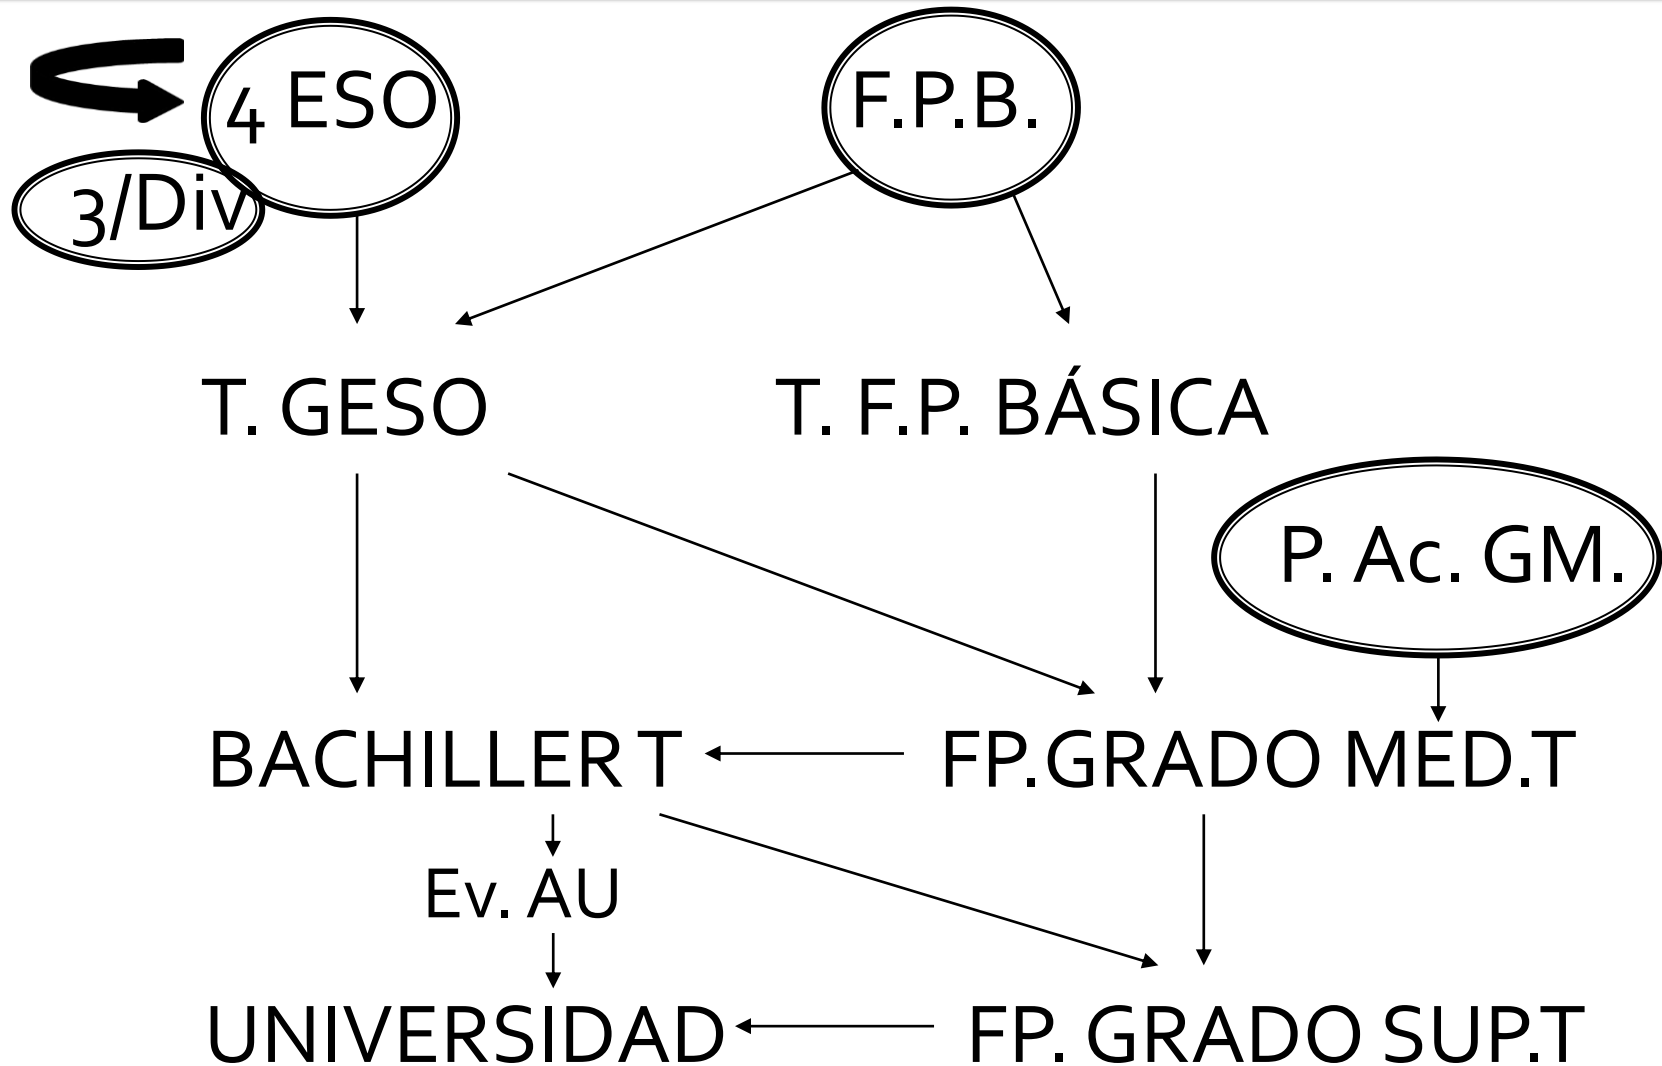 4 ESO
F.P.B.
3/Div
T. GESO
T. F.P. BÁSICA
P. Ac. GM.
BACHILLER T
FP.GRADO MED.T
Ev. AU
UNIVERSIDAD
FP. GRADO SUP.T